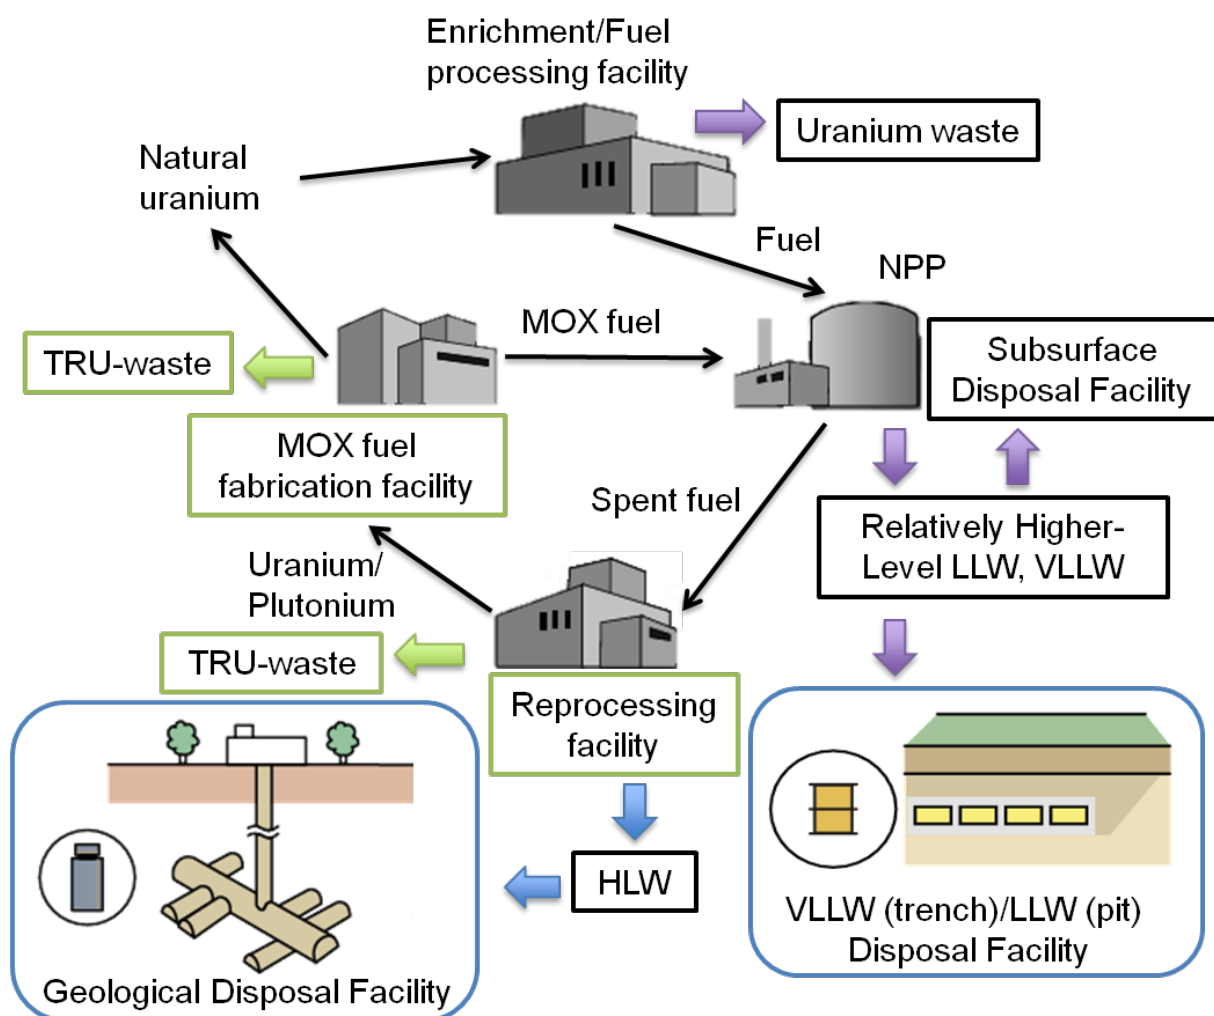 Enrichment/Fuel
processing facility
Uranium waste
Natural
uranium
Fuel
NPP
MOX fuel
TRU-waste
Subsurface
Disposal Facility
MOX fuel
fabrication facility
Spent fuel
Relatively Higher-
Level LLW, VLLW
Uranium/
Plutonium
TRU-waste
Reprocessing
facility
HLW
VLLW (trench)/LLW (pit)
Disposal Facility
Geological Disposal Facility